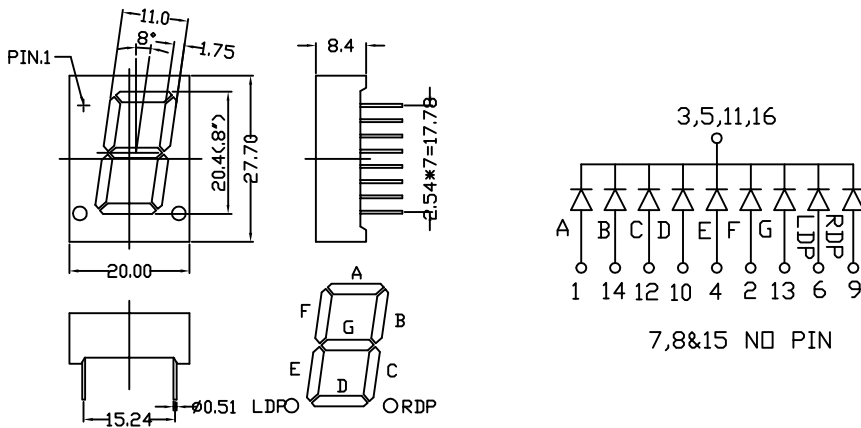 11.0
8°
1.75
PIN.1
20.4(.8")
27.70
20.00
8.4
2.54*7=17.78
15.24
Ø0.51
A
F
B
G
E
C
D
LDP
RDP
3,5,11,16
A B C D E F G LDP RDP
1 14 12 10 4 2 13 6 9
7,8&15 NO PIN